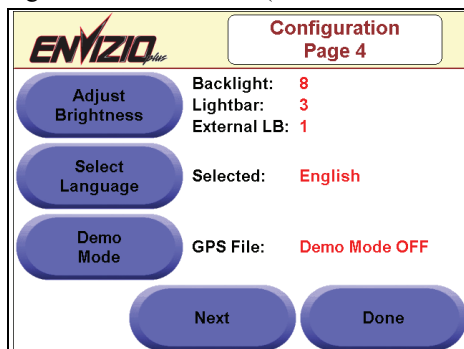 ENVIZIO plus
Configuration
Page 4
Adjust
Brightness
Backlight: 8
Lightbar: 3
External LB: 1
Select
Language
Selected: English
Demo
Mode
GPS File: Demo Mode OFF
Next
Done